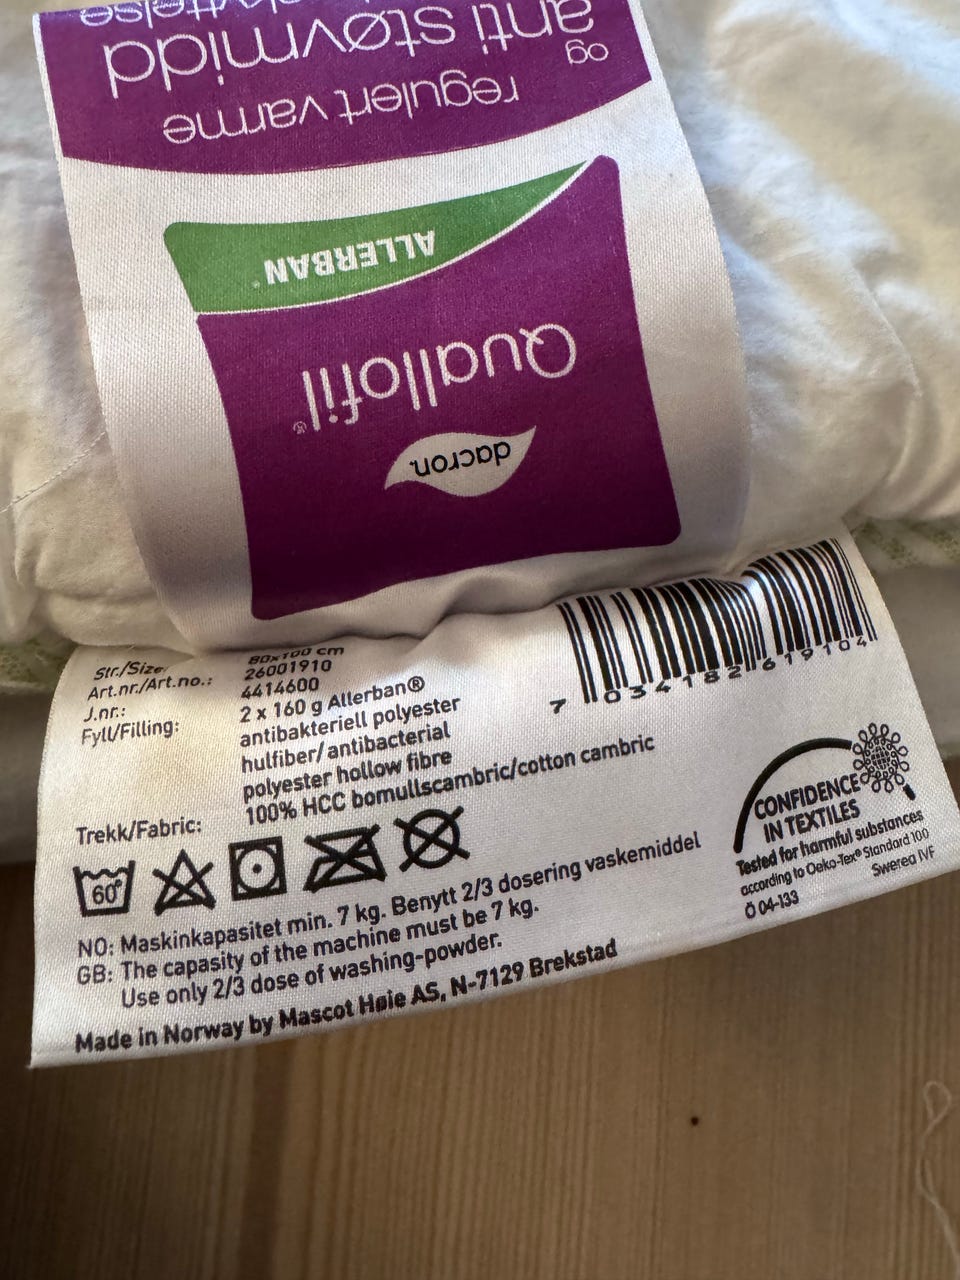 og
anti støvmidd
regulert varme
ALLERBAN®
Quallofil®
dacron.
Str./Size 80x100 cm
Art.nr./Art.no.: 26001910
J.nr.: 4414600
Fyll/Filling: 2 x 160 g Allerban®
antibakteriell polyester
hulfiber/antibacterial
polyester hollow fibre
Trekk/Fabric: 100% HCC bomullscambric/cotton cambric
7 034182 619104
60°
CONFIDENCE
IN TEXTILES
Tested for harmful substances
according to Oeko-Tex® Standard 100
Ö 04-133 Swerea IVF
NO: Maskinkapasitet min. 7 kg. Benytt 2/3 dosering vaskemiddel
GB: The capasity of the machine must be 7 kg.
Use only 2/3 dose of washing-powder.
Made in Norway by Mascot Høie AS, N-7129 Brekstad